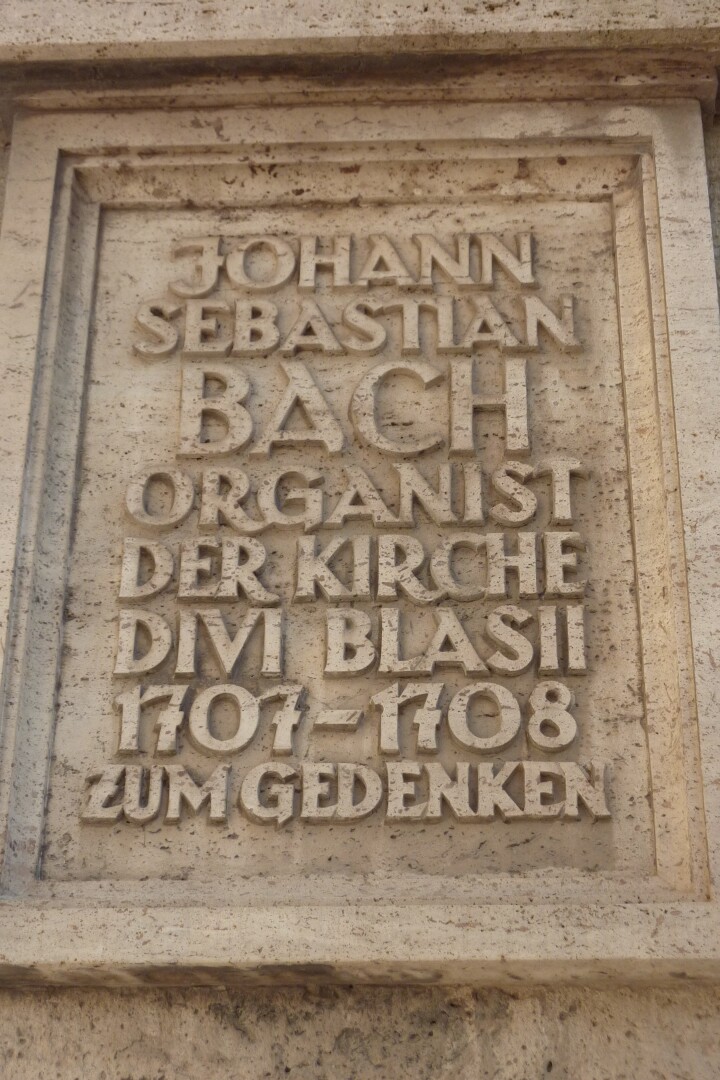 JOHANN
SEBASTIAN
BACH
ORGANIST
DER KIRCHE
DIVI BLASII
1707-1708
ZUM GEDENKEN